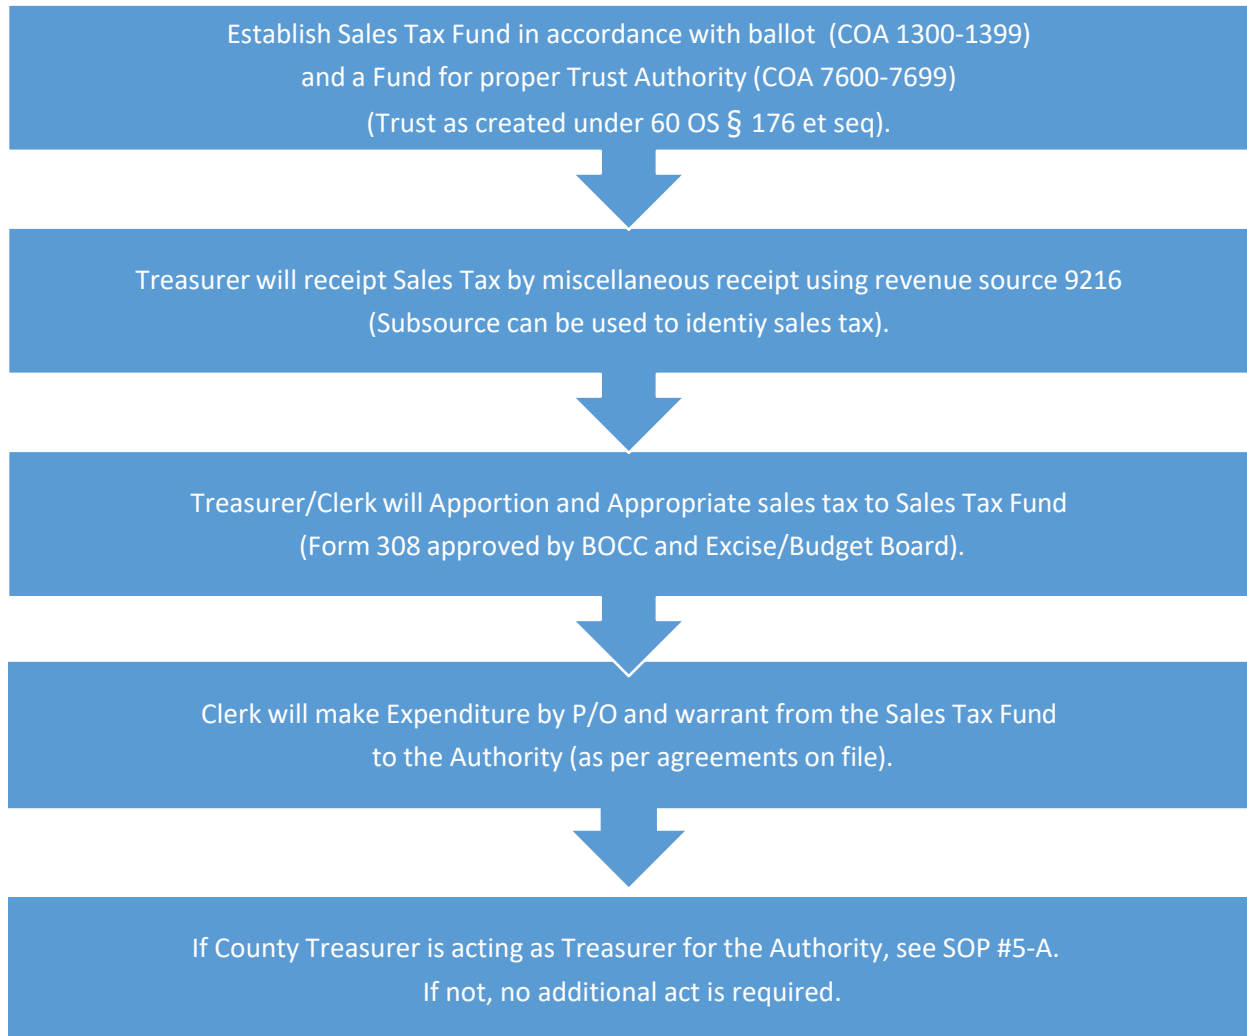 Establish Sales Tax Fund in accordance with ballot (COA 1300-1399)
and a Fund for proper Trust Authority (COA 7600-7699)
(Trust as created under 60 OS § 176 et seq).
Treasurer will receipt Sales Tax by miscellaneous receipt using revenue source 9216
(Subsource can be used to identiy sales tax).
Treasurer/Clerk will Apportion and Appropriate sales tax to Sales Tax Fund
(Form 308 approved by BOCC and Excise/Budget Board).
Clerk will make Expenditure by P/O and warrant from the Sales Tax Fund
to the Authority (as per agreements on file).
If County Treasurer is acting as Treasurer for the Authority, see SOP #5-A.
If not, no additional act is required.